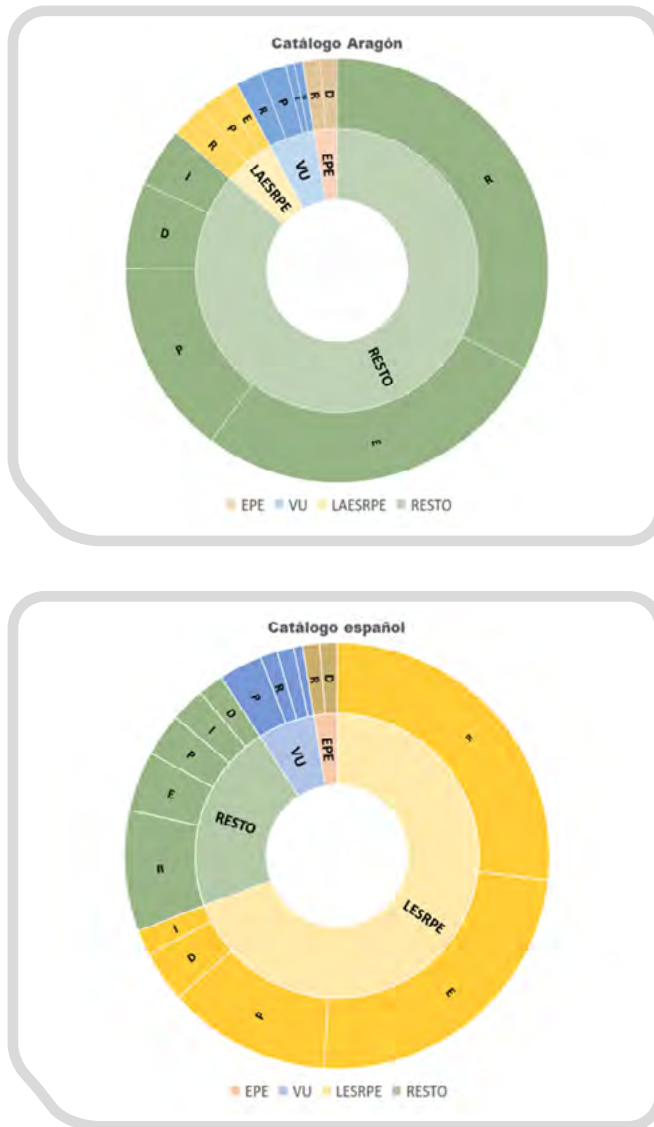 Catálogo Aragón
D
R
P
R
E
P
R
I
D
P
E
R
EPE
VU
LAESRPE
RESTO
EPE VU LAESRPE RESTO
Catálogo español
D
R
R
P
D
I
P
E
R
I
D
P
E
R
EPE
VU
RESTO
LESRPE
EPE VU LESRPE RESTO